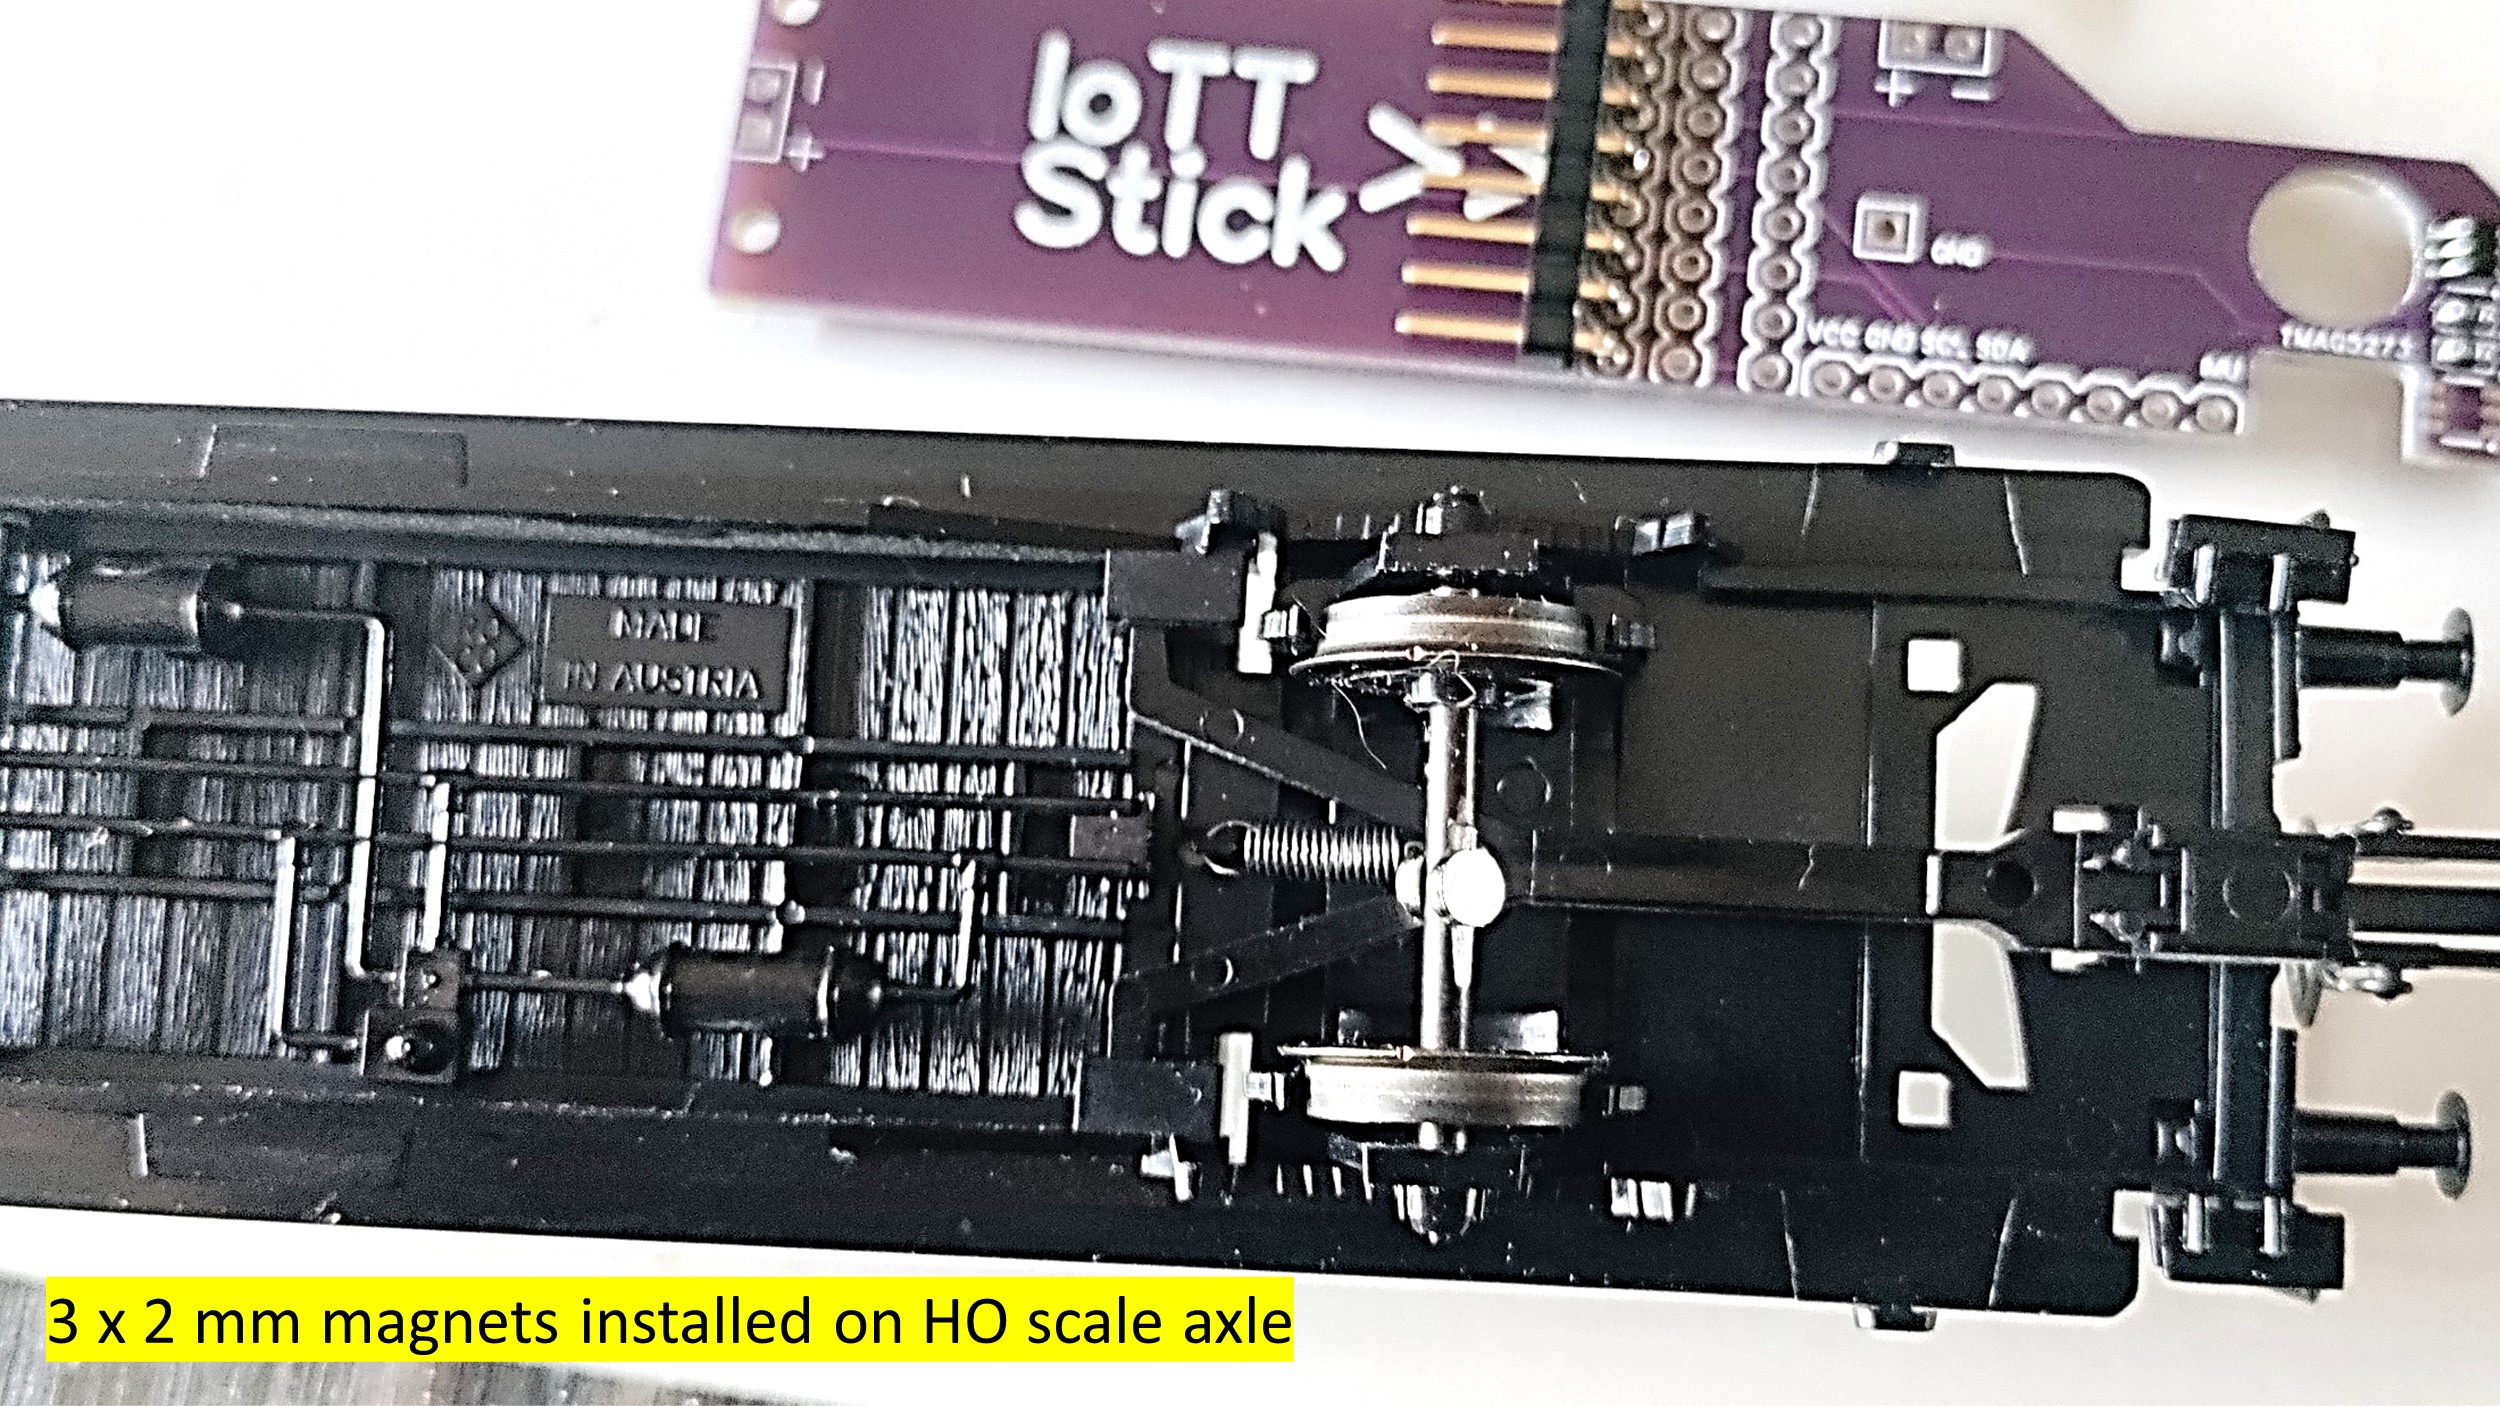 IoTT
Stick
+ -
- +
GND
VCC GND SCL SDA
TMAG5273
MADE
IN AUSTRIA
3 x 2 mm magnets installed on HO scale axle